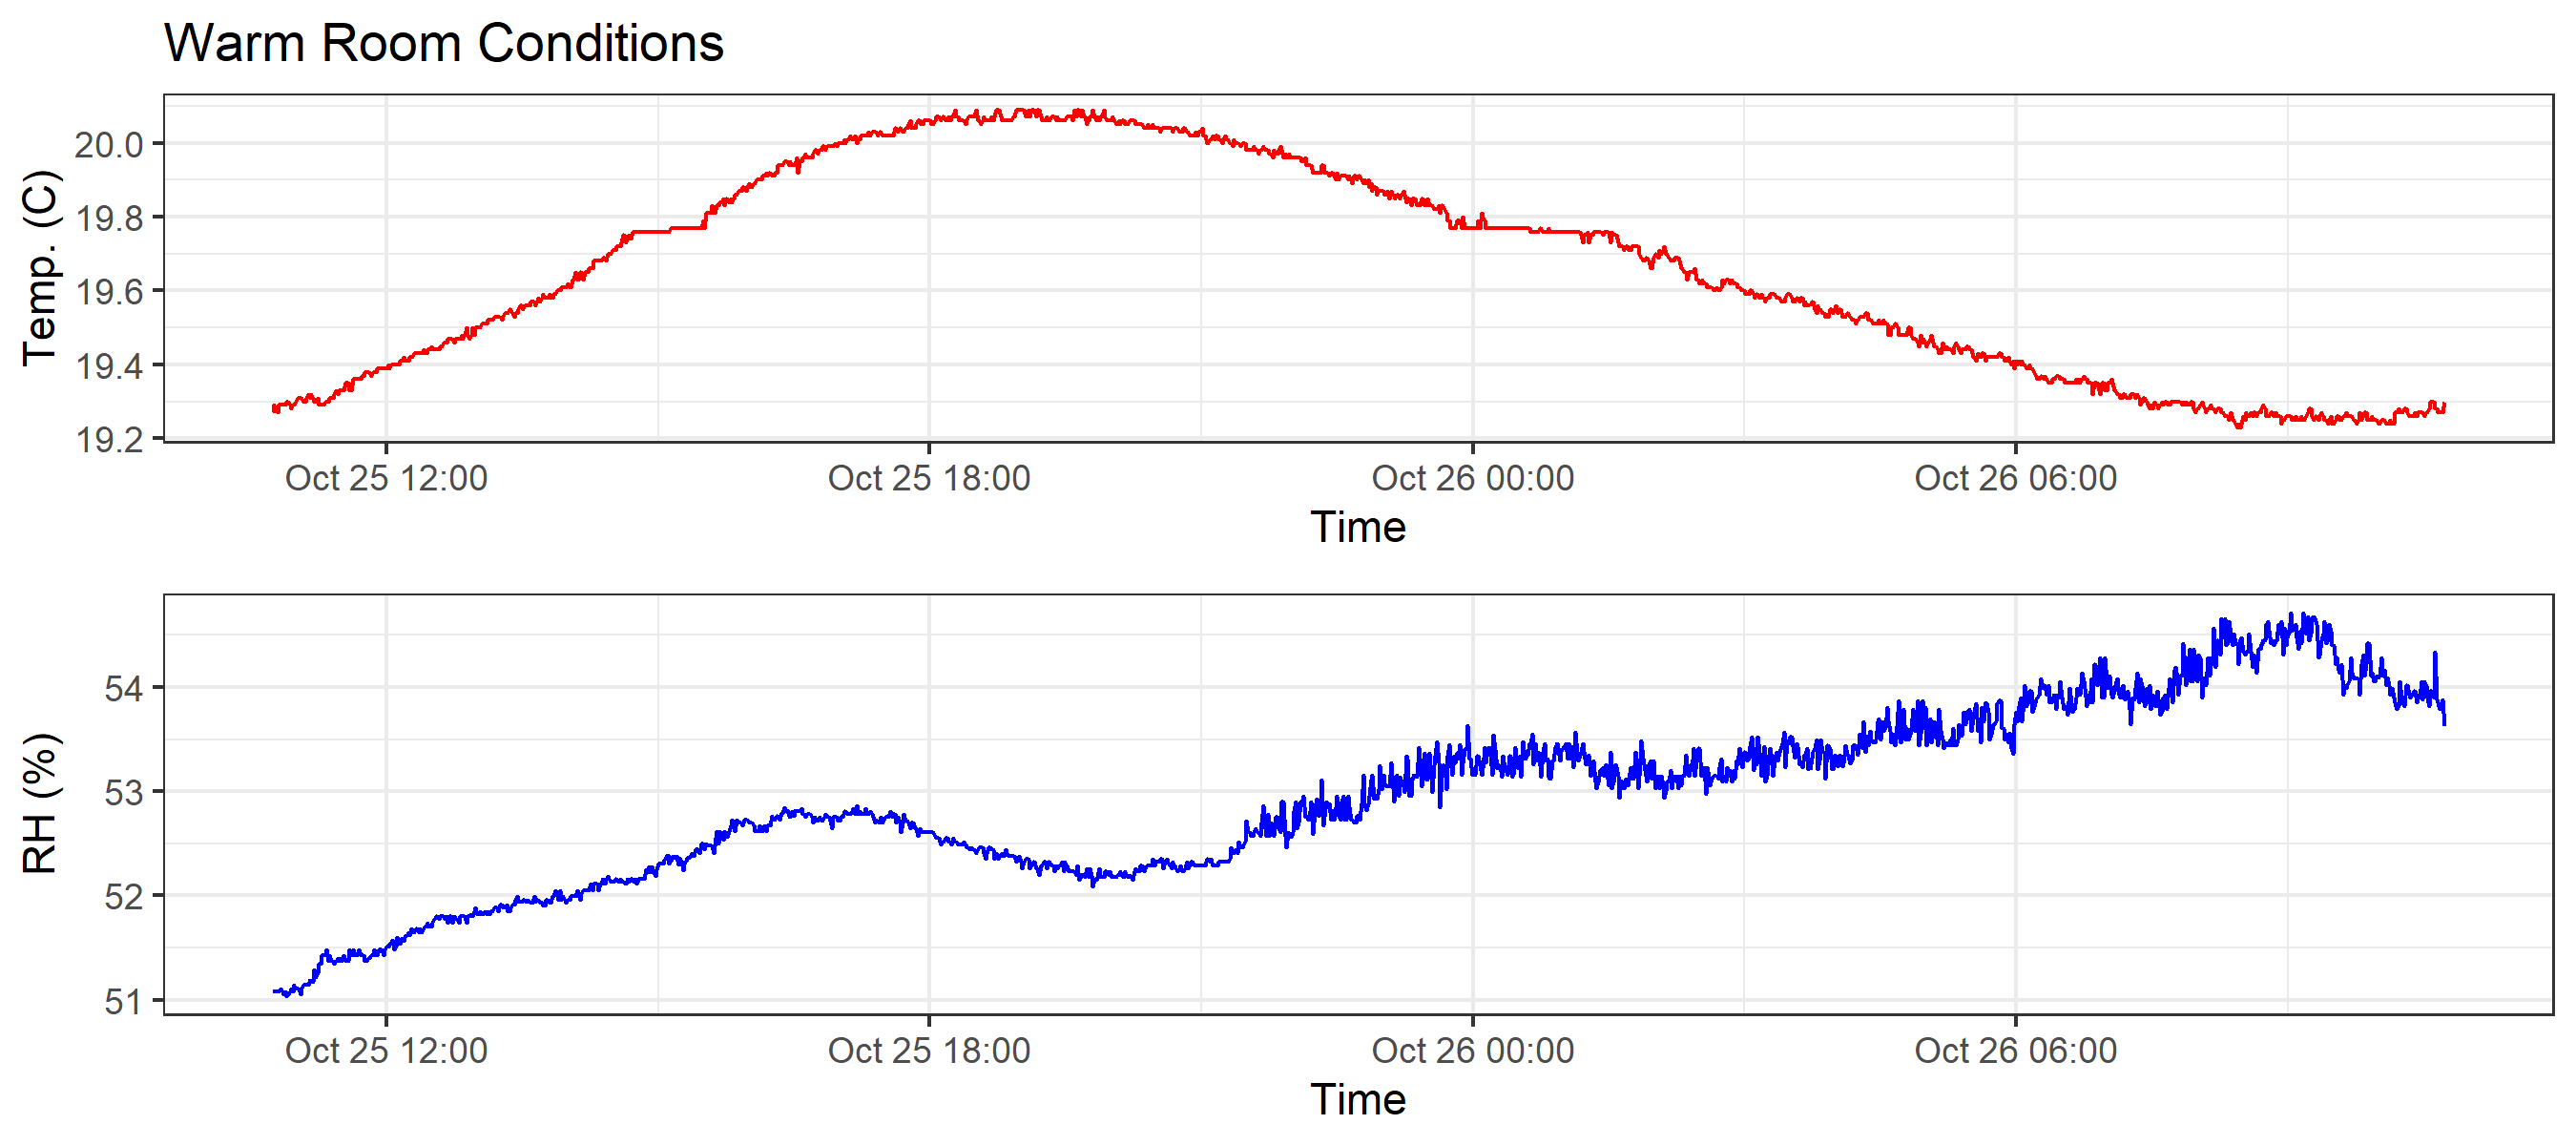 Warm Room Conditions
Temp. (C)
20.0
19.8
19.6
19.4
19.2
Oct 25 12:00 Oct 25 18:00 Oct 26 00:00 Oct 26 06:00
Time
RH (%)
54
53
52
51
Oct 25 12:00 Oct 25 18:00 Oct 26 00:00 Oct 26 06:00
Time